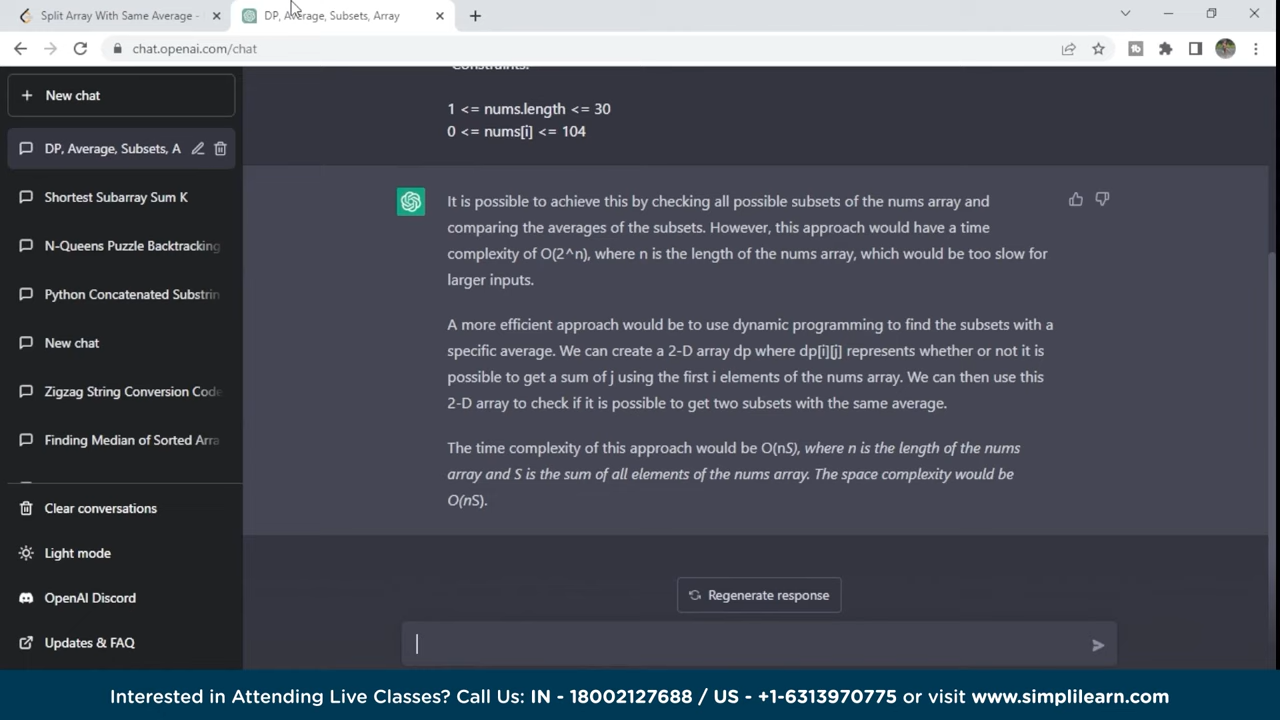 Split Array With Same Average -
DP, Average, Subsets, Array
chat.openai.com/chat
New chat
DP, Average, Subsets, A
Shortest Subarray Sum K
N-Queens Puzzle Backtracking
Python Concatenated Substrin
New chat
Zigzag String Conversion Code
Finding Median of Sorted Arra
Clear conversations
Light mode
OpenAI Discord
Updates & FAQ
Constraints:
1 <= nums.length <= 30
0 <= nums[i] <= 104
It is possible to achieve this by checking all possible subsets of the nums array and
comparing the averages of the subsets. However, this approach would have a time
complexity of O(2^n), where n is the length of the nums array, which would be too slow for
larger inputs.
A more efficient approach would be to use dynamic programming to find the subsets with a
specific average. We can create a 2-D array dp where dp[i][j] represents whether or not it is
possible to get a sum of j using the first i elements of the nums array. We can then use this
2-D array to check if it is possible to get two subsets with the same average.
The time complexity of this approach would be O(nS), where n is the length of the nums
array and S is the sum of all elements of the nums array. The space complexity would be
O(nS).
Regenerate response
Interested in Attending Live Classes? Call Us: IN - 18002127688 / US - +1-6313970775 or visit www.simplilearn.com